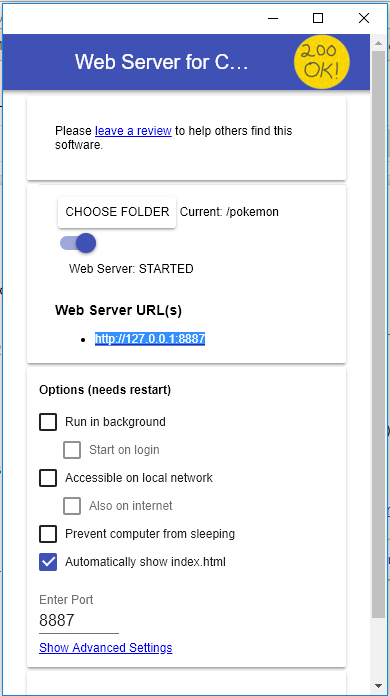 Web Server for C...
200
OK!
Please leave a review to help others find this
software.
CHOOSE FOLDER Current: /pokemon
Web Server: STARTED
Web Server URL(s)
http://127.0.0.1:8887
Options (needs restart)
Run in background
Start on login
Accessible on local network
Also on internet
Prevent computer from sleeping
Automatically show index.html
Enter Port
8887
Show Advanced Settings